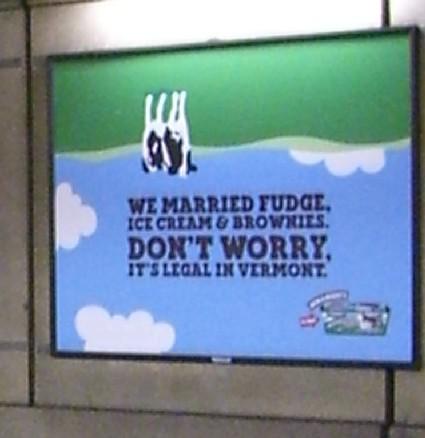 WE MARRIED FUDGE,
ICE CREAM & BROWNIES.
DON'T WORRY,
IT'S LEGAL IN VERMONT.